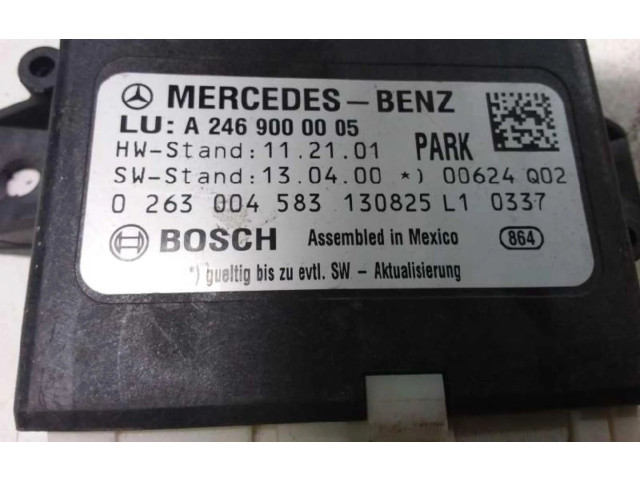 MERCEDES-BENZ
LU: A 246 900 00 05
HW-Stand: 11.21.01 PARK
SW-Stand: 13.04.00 *) 00624 Q02
0 263 004 583 130825 L1 0337
BOSCH Assembled in Mexico 864
*) gueltig bis zu evtl. SW - Aktualisierung